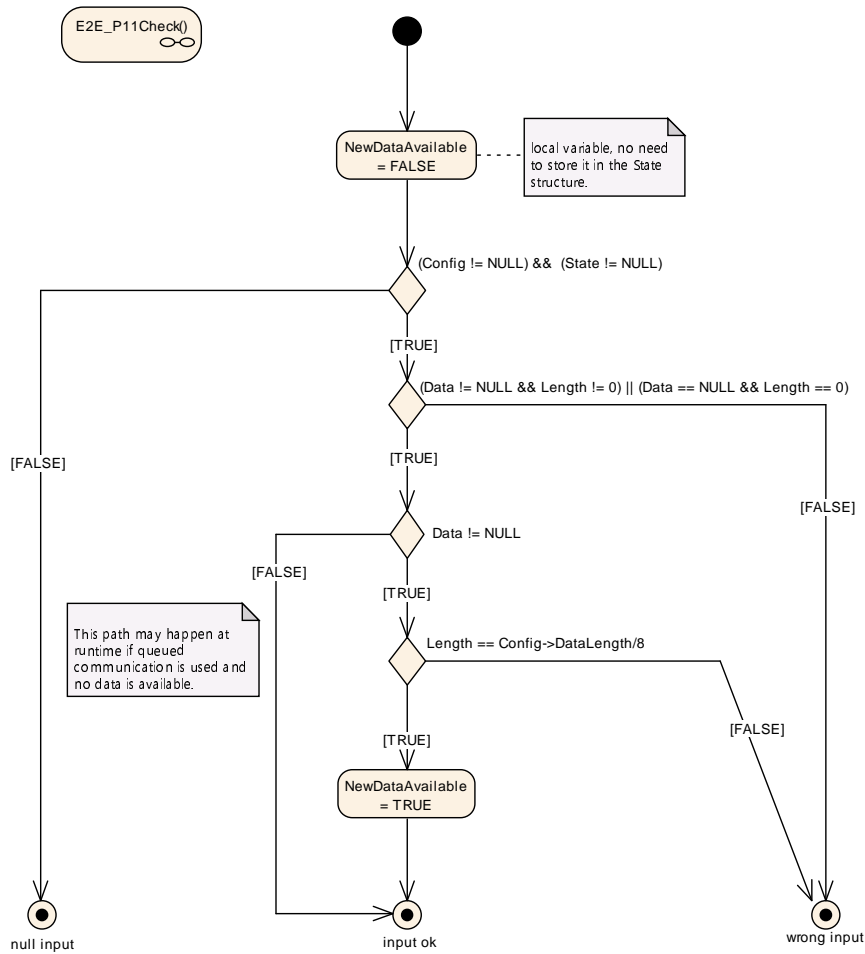 E2E_P11Check()
NewDataAvailable
= FALSE
local variable, no need
to store it in the State
structure.
(Config != NULL) && (State != NULL)
[TRUE]
(Data != NULL && Length != 0) || (Data == NULL && Length == 0)
[FALSE]
[TRUE]
[FALSE]
Data != NULL
[FALSE]
[TRUE]
This path may happen at
runtime if queued
communication is used and
no data is available.
Length == Config->DataLength/8
[FALSE]
[TRUE]
NewDataAvailable
= TRUE
null input
input ok
wrong input